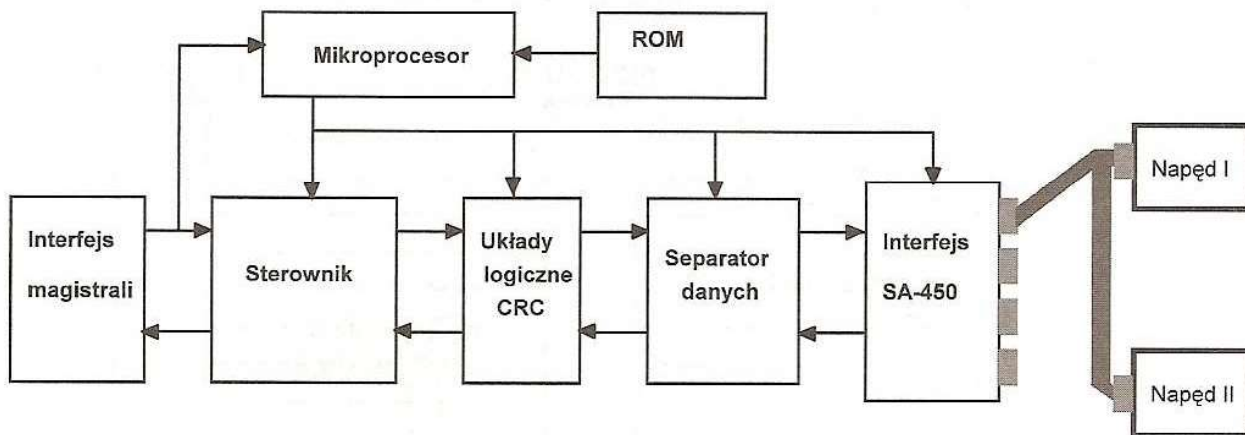 Mikroprocesor
ROM
Interfejs
magistrali
Sterownik
Układy
logiczne
CRC
Separator
danych
Interfejs
SA-450
Napęd I
Napęd II